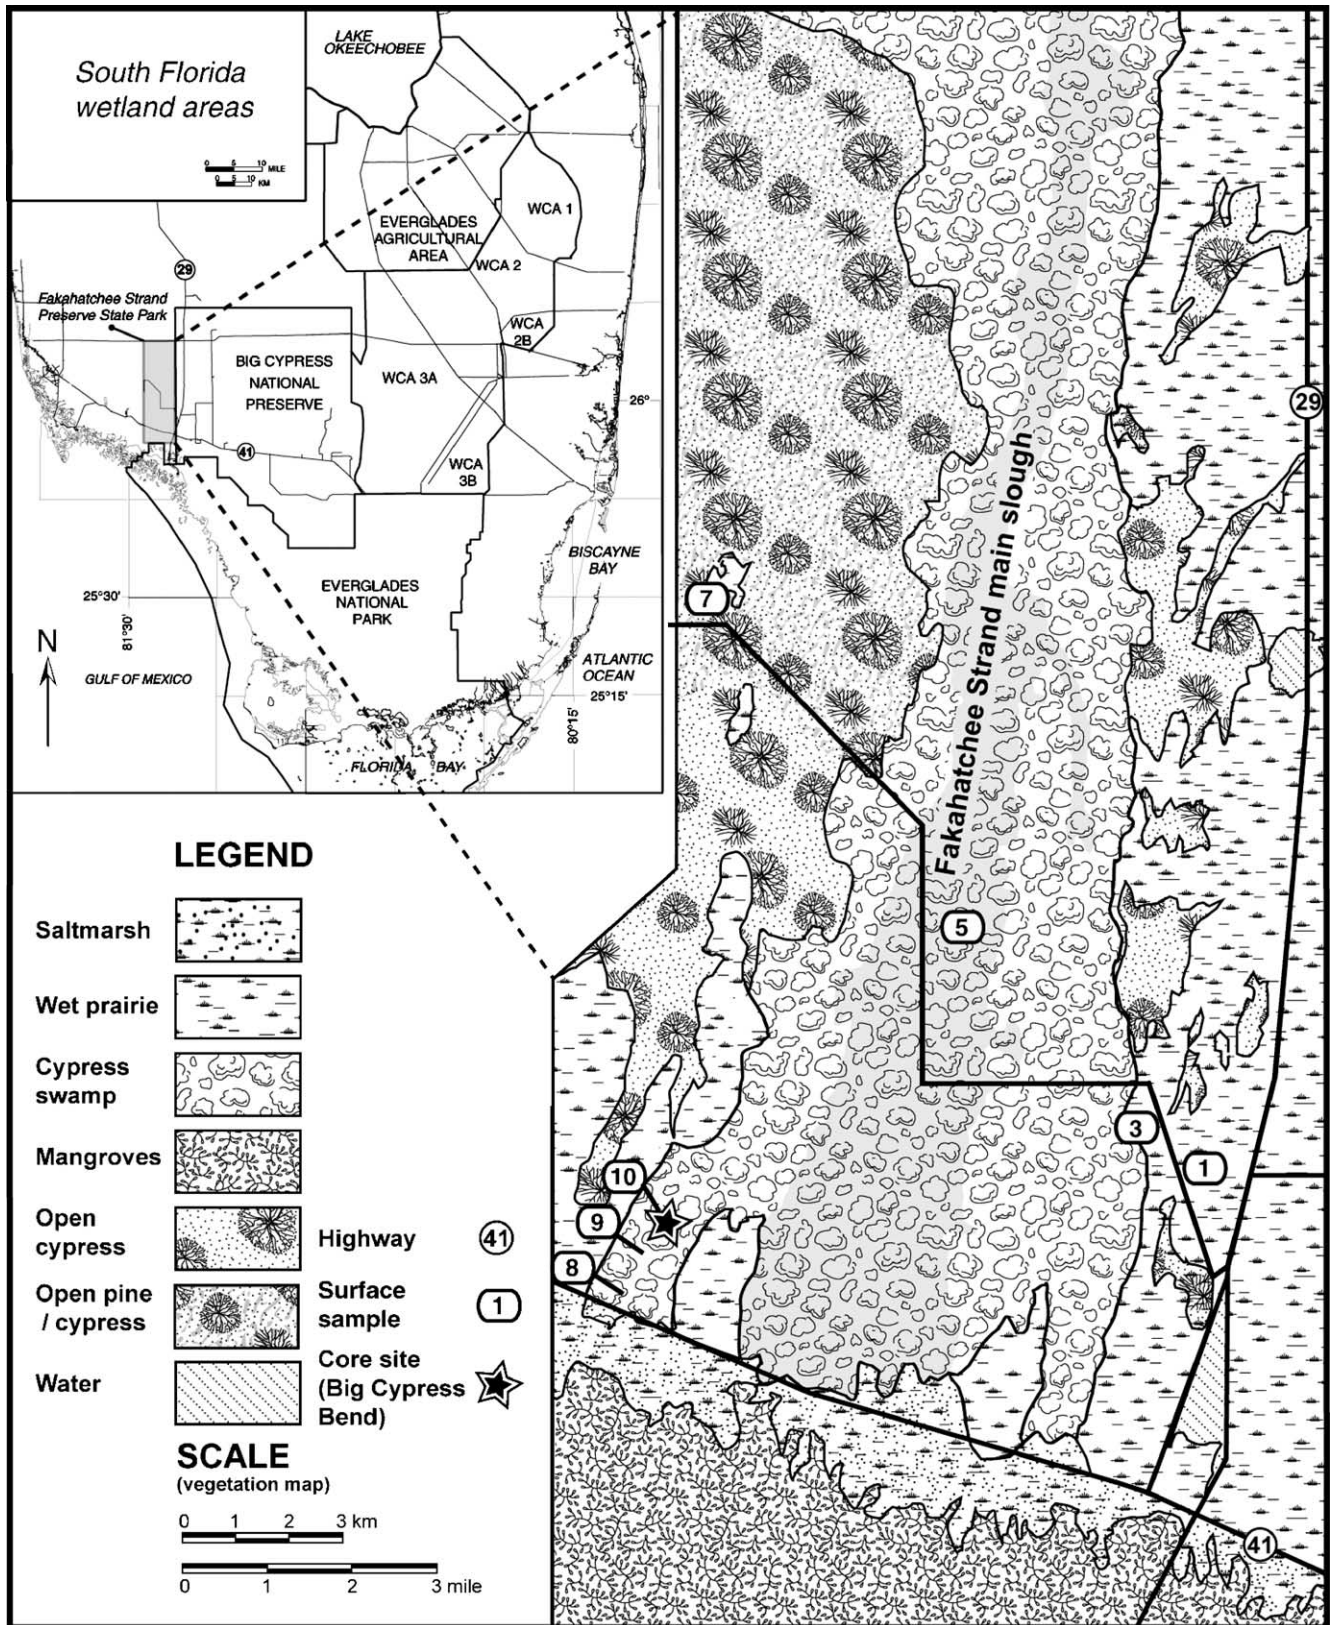 South Florida
wetland areas
0 5 10
MILE
0 5 10
KM
LAKE
OKEECHOBEE
WCA 1
EVERGLADES
AGRICULTURAL
AREA
WCA 2
29
Fakahatchee Strand
Preserve State Park
WCA
2B
BIG CYPRESS
NATIONAL
PRESERVE
WCA 3A
26°
41
WCA
3B
BISCAYNE
BAY
EVERGLADES
NATIONAL
PARK
25°30'
81°30'
N
GULF OF MEXICO
ATLANTIC
OCEAN
25°15'
80°15'
FLORIDA BAY
LEGEND
Saltmarsh
Wet prairie
Cypress
swamp
Mangroves
Open
cypress
Open pine
/ cypress
Water
Highway
41
Surface
sample
1
Core site
(Big Cypress
Bend)
SCALE
(vegetation map)
0 1 2 3 km
0 1 2 3 mile
29
Fakahatchee Strand main slough
7
5
3
1
10
9
8
41